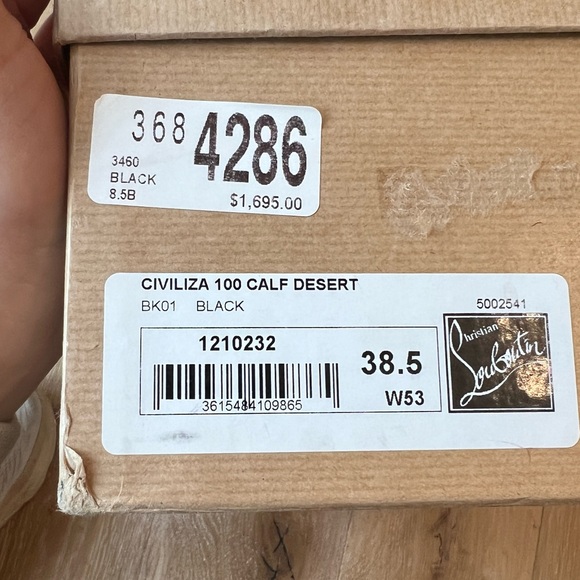 368 4286
3460
BLACK
8.5B
$1,695.00
CIVILIZA 100 CALF DESERT
BK01 BLACK
5002541
1210232
3615484109865
38.5
W53
Christian
Louboutin